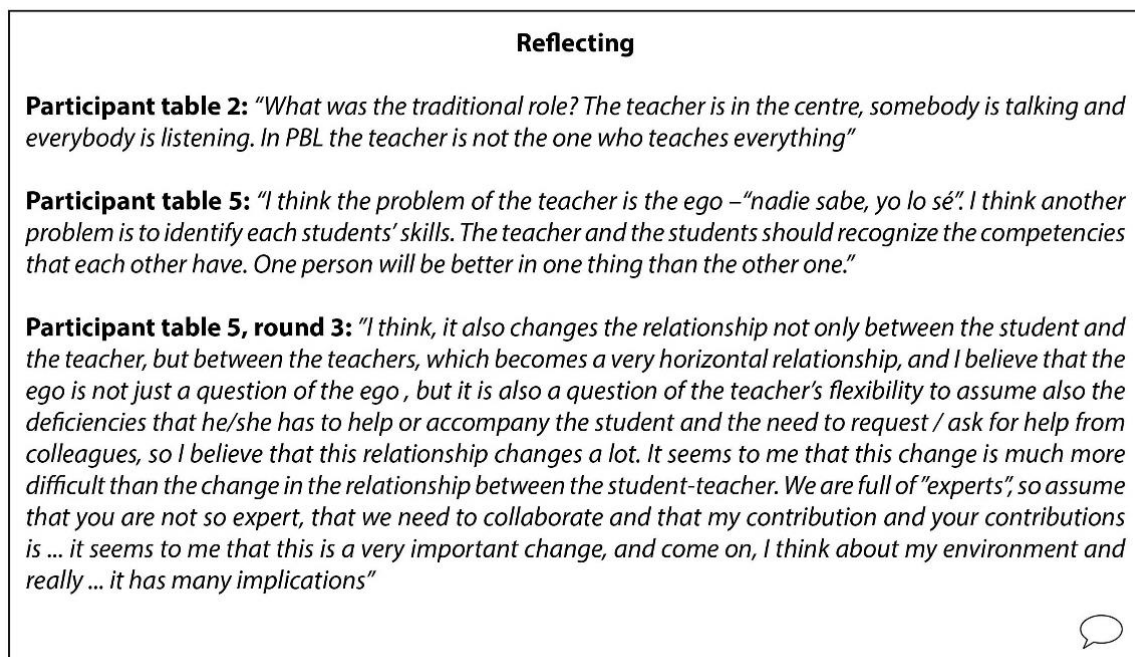 Reflecting
Participant table 2: “What was the traditional role? The teacher is in the centre, somebody is talking and
everybody is listening. In PBL the teacher is not the one who teaches everything”
Participant table 5: “I think the problem of the teacher is the ego –“nadie sabe, yo lo sé”. I think another
problem is to identify each students’ skills. The teacher and the students should recognize the competencies
that each other have. One person will be better in one thing than the other one.”
Participant table 5, round 3: “I think, it also changes the relationship not only between the student and
the teacher, but between the teachers, which becomes a very horizontal relationship, and I believe that the
ego is not just a question of the ego , but it is also a question of the teacher’s flexibility to assume also the
deficiencies that he/she has to help or accompany the student and the need to request / ask for help from
colleagues, so I believe that this relationship changes a lot. It seems to me that this change is much more
difficult than the change in the relationship between the student-teacher. We are full of ”experts”, so assume
that you are not so expert, that we need to collaborate and that my contribution and your contributions
is ... it seems to me that this is a very important change, and come on, I think about my environment and
really ... it has many implications”